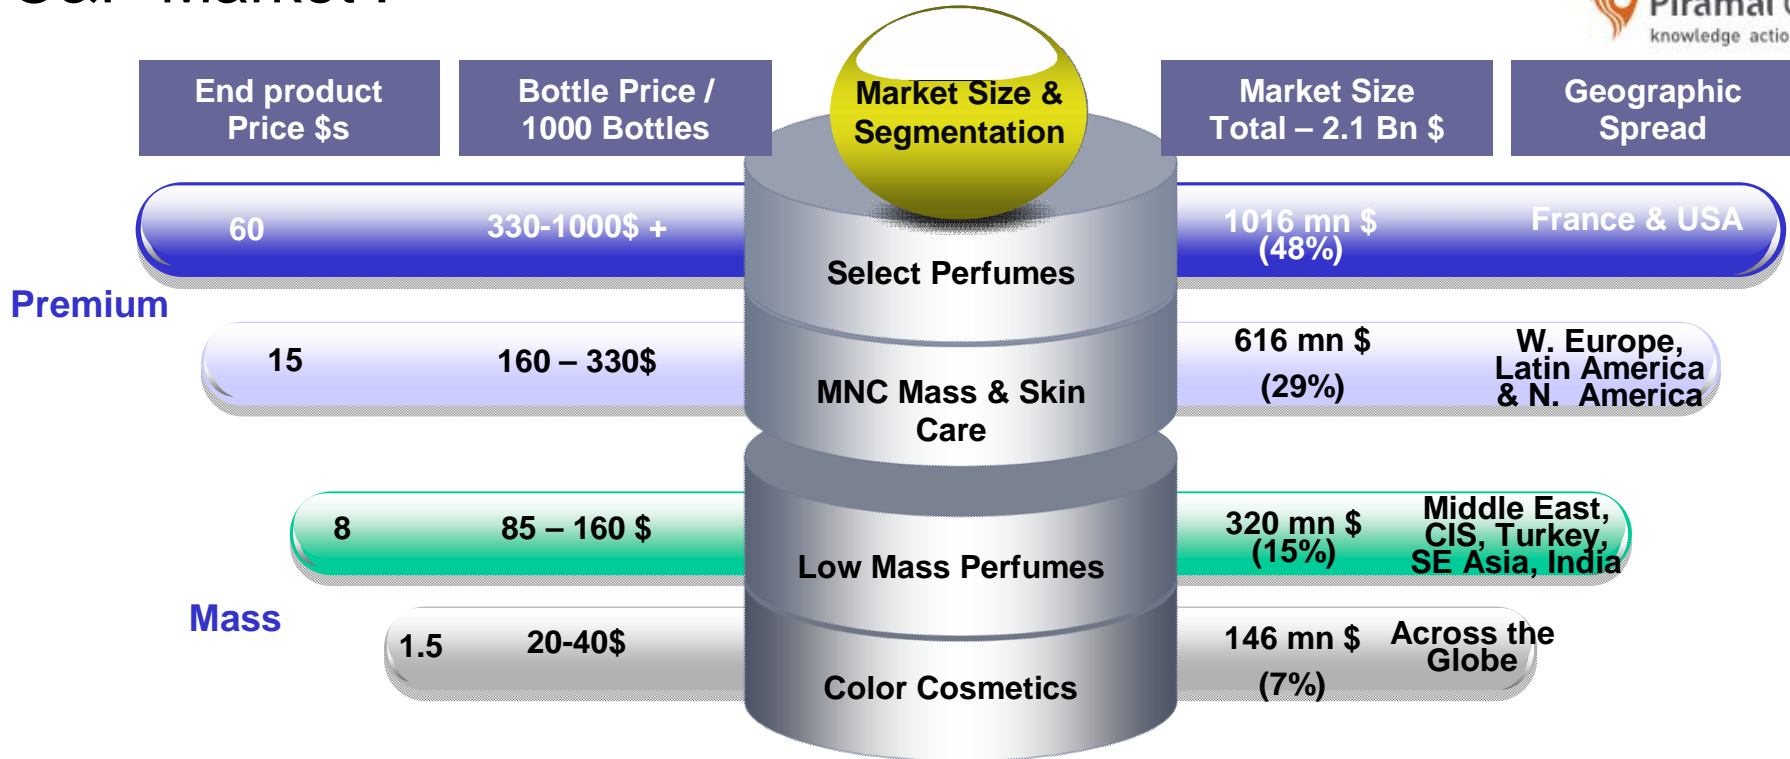 Market
Piramal
knowledge actio
End product
Price $s
Bottle Price /
1000 Bottles
Market Size &
Segmentation
Market Size
Total – 2.1 Bn $
Geographic
Spread
60
330-1000$ +
Select Perfumes
1016 mn $
(48%)
France & USA
Premium
15
160 – 330$
MNC Mass & Skin
Care
616 mn $
(29%)
W. Europe,
Latin America
& N. America
8
85 – 160 $
Low Mass Perfumes
320 mn $
(15%)
Middle East,
CIS, Turkey,
SE Asia, India
Mass
1.5
20-40$
Color Cosmetics
146 mn $
(7%)
Across the
Globe